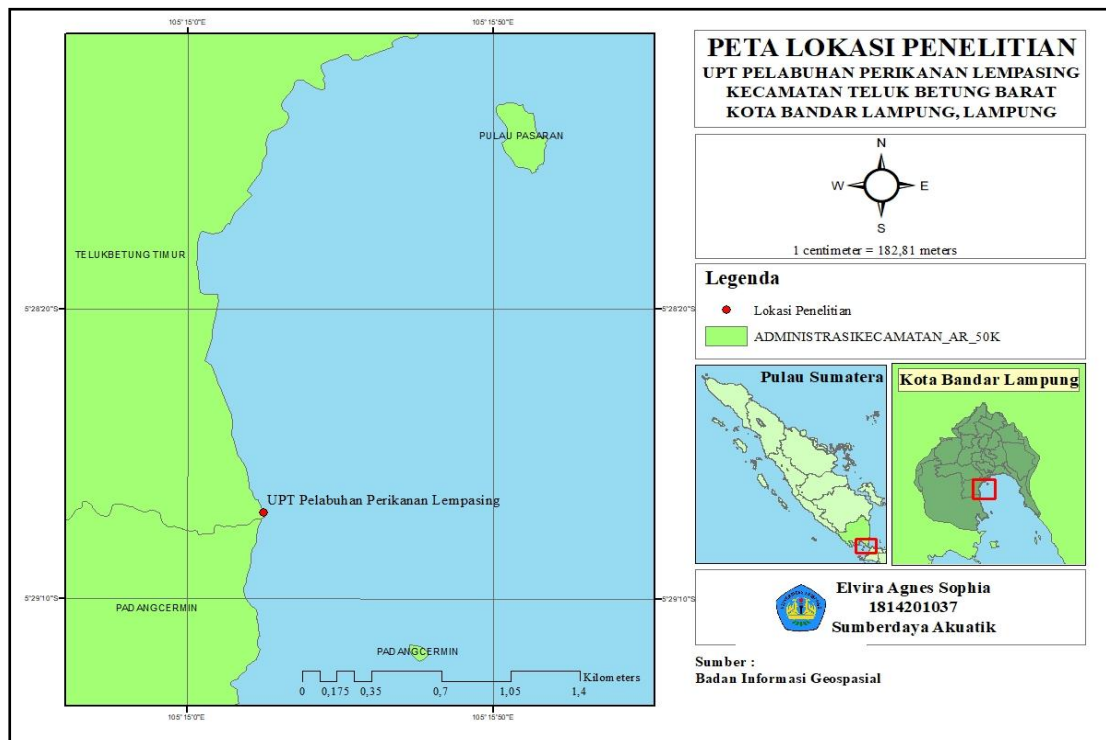 105°15'0"E
105°15'50"E
PULAU PASARAN
TELUKBETUNG TIMUR
5°28'20"S
5°28'20"S
UPT Pelabuhan Perikanan Lempasing
5°29'10"S
5°29'10"S
PADANGCERMIN
PADANGCERMIN
Kilometers
0 0,175 0,35 0,7 1,05 1,4
105°15'0"E
105°15'50"E
PETA LOKASI PENELITIAN
UPT PELABUHAN PERIKANAN LEMPASING
KECAMATAN TELUK BETUNG BARAT
KOTA BANDAR LAMPUNG, LAMPUNG
N
W E
S
1 centimeter = 182,81 meters
Legenda
Lokasi Penelitian
ADMINISTRASIKECAMATAN_AR_50K
Pulau Sumatera
Kota Bandar Lampung
Elvira Agnes Sophia
1814201037
Sumberdaya Akuatik
Sumber :
Badan Informasi Geospasial